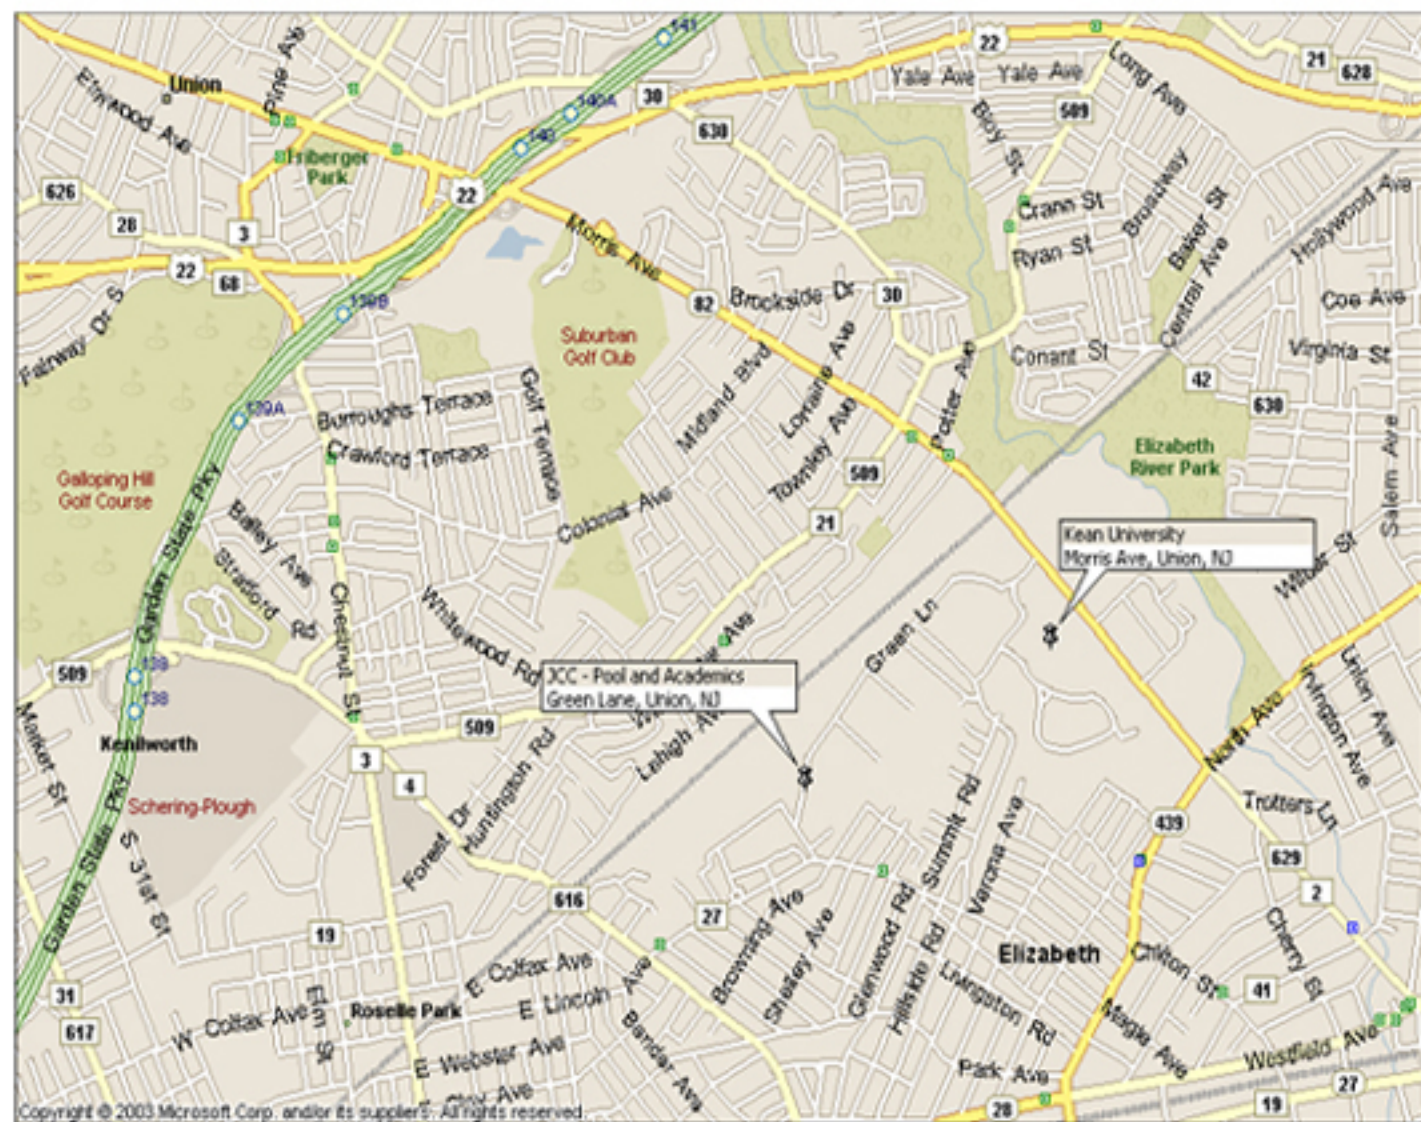 141
22
21
628
Yale Ave
Yale Ave
Long Ave
Union
Pine Av
Elmwood Ave
140A
30
509
630
Bloy St
140
Friberger
Park
626
22
Crann St
Broadway
Baker St
Hollywood Ave
28
3
Morris Ave
Ryan St
Central Ave
22
68
82
Brookside Dr
30
Coe Ave
139B
Fairway Dr S
Suburban
Golf Club
Midland Blvd
Lorraine Ave
Potter Ave
Conant St
Virginia St
42
630
139A
Burroughs Terrace
Golf Terrace
Townley Ave
Crawford Terrace
Elizabeth
River Park
Salem Ave
Galloping Hill
Golf Course
Garden State Pky
509
Colonial Ave
21
Bailey Ave
Stratford Rd
Kean University
Morris Ave, Union, NJ
Chestnut St
Whitewood Rd
Green Ln
JCC - Pool and Academics
Green Lane, Union, NJ
509
138
138
Union Ave
Irvington Ave
North Ave
Market St
Kenilworth
509
Lehigh
3
4
Huntington Rd
Forest Dr
Schering-Plough
Garden State Pky
S 31st St
Summit Rd
Verona Ave
439
Trotters Ln
629
2
616
27
Browning Ave
Shelley Ave
Glenwood Rd
Hillside Rd
Livingston Rd
Elizabeth
Chilton St
Cherry St
41
19
E Colfax Ave
E Lincoln Ave
31
617
W Colfax Ave
Elm St
Roselle Park
E Webster Ave
Bender Ave
Magie Ave
Park Ave
Westfield Ave
27
19
28
Copyright © 2003 Microsoft Corp. and/or its suppliers. All rights reserved.